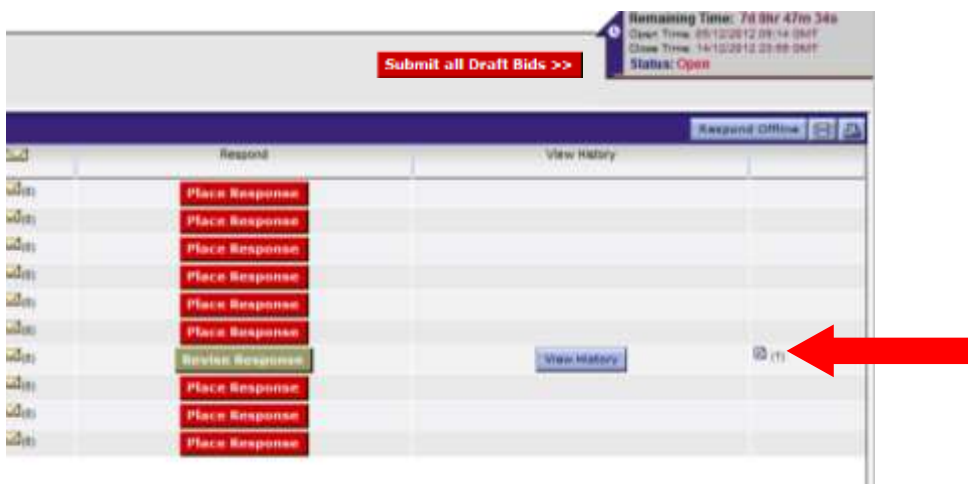 Remaining Time: 7d 8hr 47m 34s
Open Time: 05/12/2012 09:14 GMT
Close Time: 14/12/2012 23:59 GMT
Submit all Draft Bids >>
Status: Open
Respond Offline
Respond
View History
Place Response
Place Response
Place Response
Place Response
Place Response
Place Response
Revise Response
View History
(1)
Place Response
Place Response
Place Response